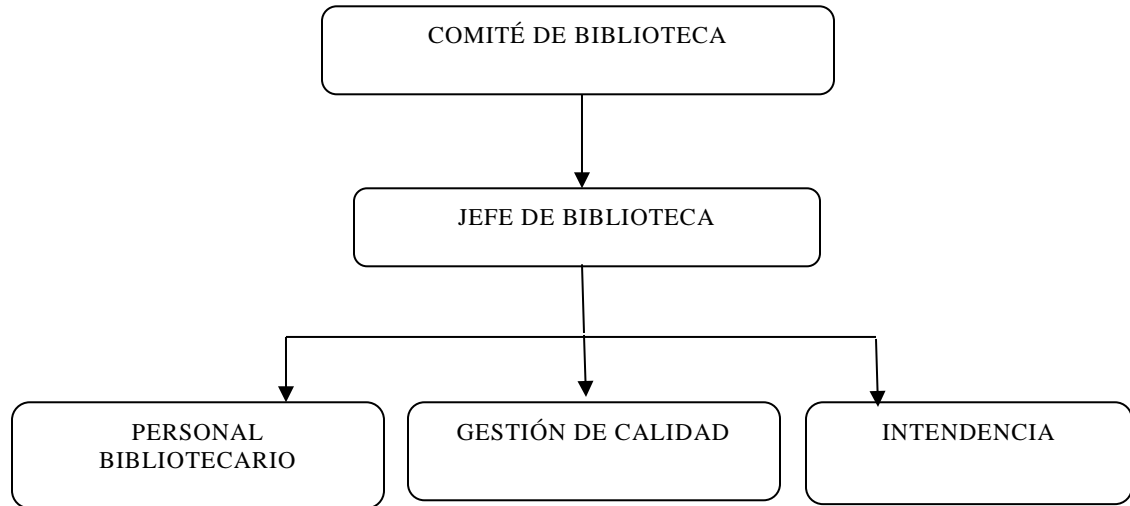 COMITÉ DE BIBLIOTECA
JEFE DE BIBLIOTECA
PERSONAL
BIBLIOTECARIO
GESTIÓN DE CALIDAD
INTENDENCIA